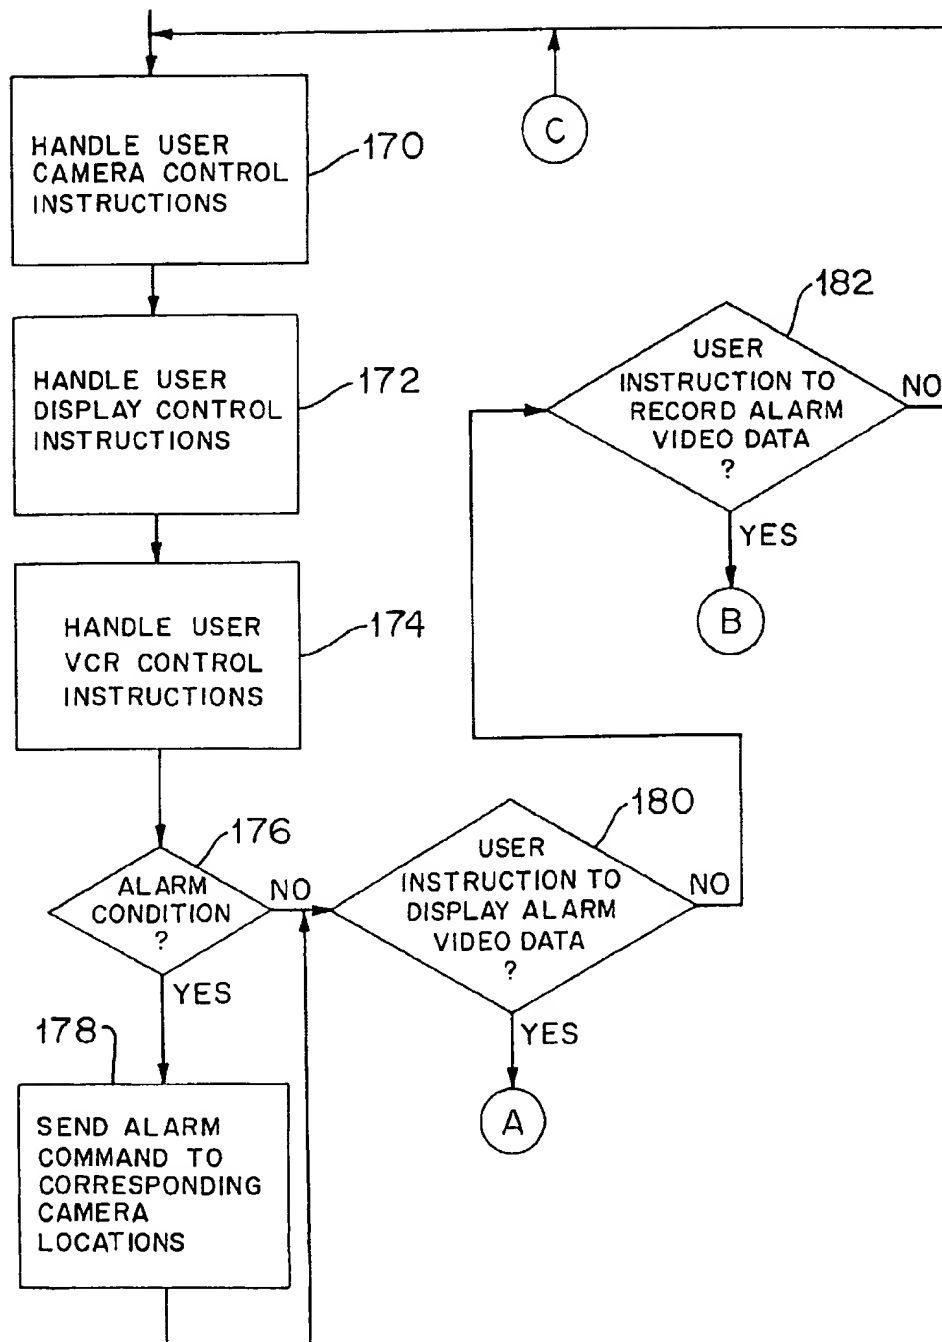 C
HANDLE USER
CAMERA CONTROL
INSTRUCTIONS
170
HANDLE USER
DISPLAY CONTROL
INSTRUCTIONS
172
HANDLE USER
VCR CONTROL
INSTRUCTIONS
174
ALARM
CONDITION
?
176
NO
YES
178
SEND ALARM
COMMAND TO
CORRESPONDING
CAMERA
LOCATIONS
180
USER
INSTRUCTION TO
DISPLAY ALARM
VIDEO DATA
?
NO
YES
A
182
USER
INSTRUCTION TO
RECORD ALARM
VIDEO DATA
?
NO
YES
B